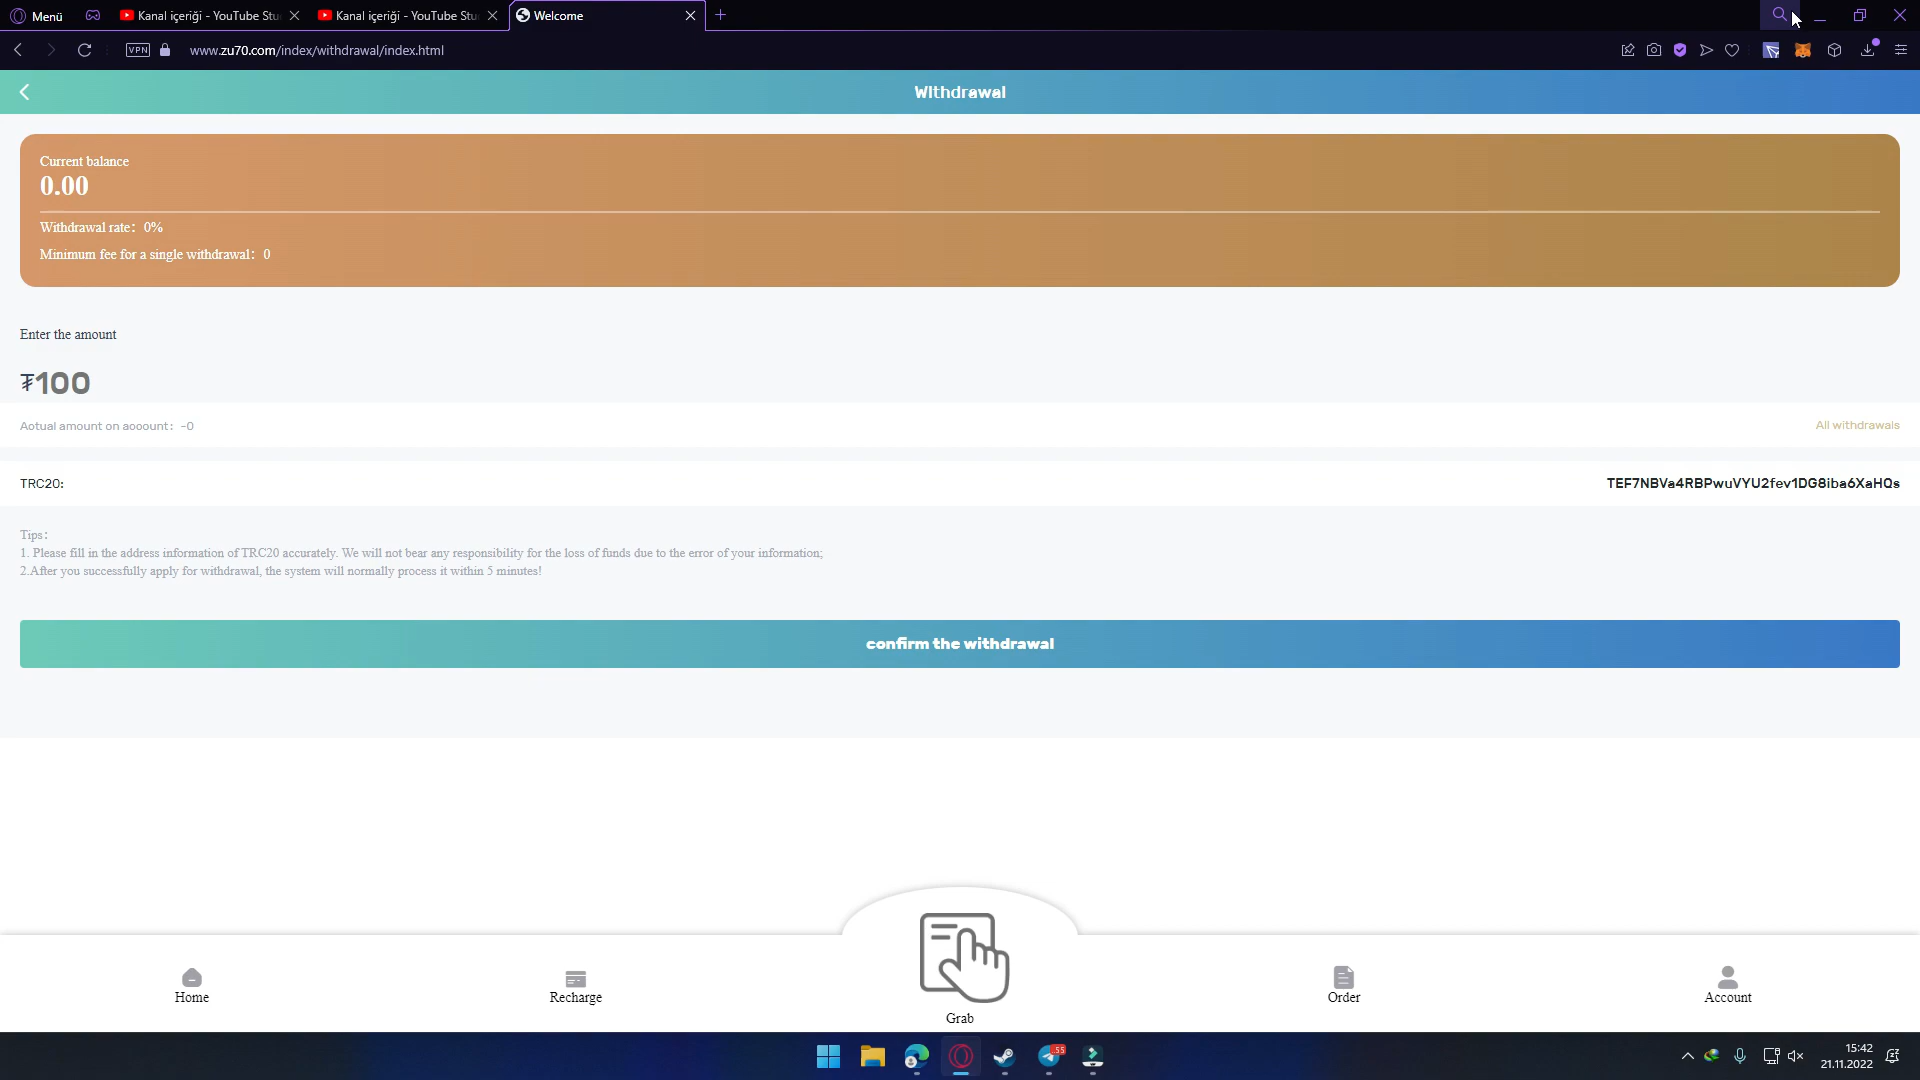 Menü
Kanal içeriği - YouTube Stu
Kanal içeriği - YouTube Stu
Welcome
VPN
www.zu70.com/index/withdrawal/index.html
Withdrawal
Current balance
0.00
Withdrawal rate：0%
Minimum fee for a single withdrawal：0
Enter the amount
₮100
Actual amount on account：-0
All withdrawals
TRC20:
TEF7NBVa4RBPwuVYU2fev1DG8iba6XaHQs
Tips：
1. Please fill in the address information of TRC20 accurately. We will not bear any responsibility for the loss of funds due to the error of your information;
2.After you successfully apply for withdrawal, the system will normally process it within 5 minutes!
confirm the withdrawal
Home
Recharge
Grab
Order
Account
55
15:42
21.11.2022